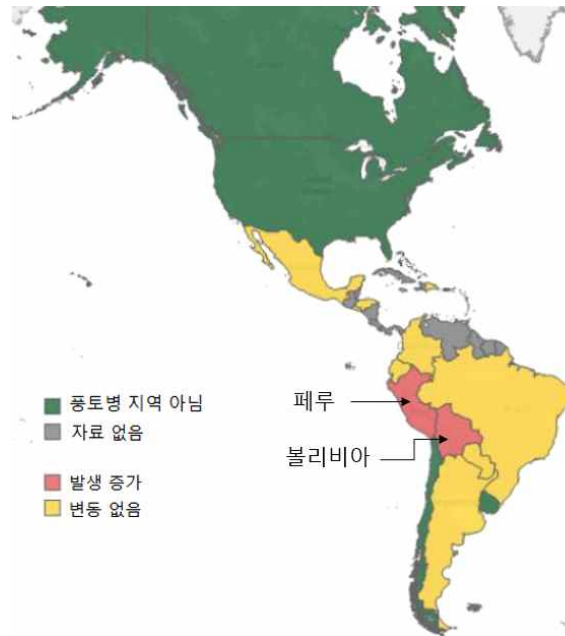 풍토병 지역 아님
자료 없음
발생 증가
변동 없음
페루
볼리비아